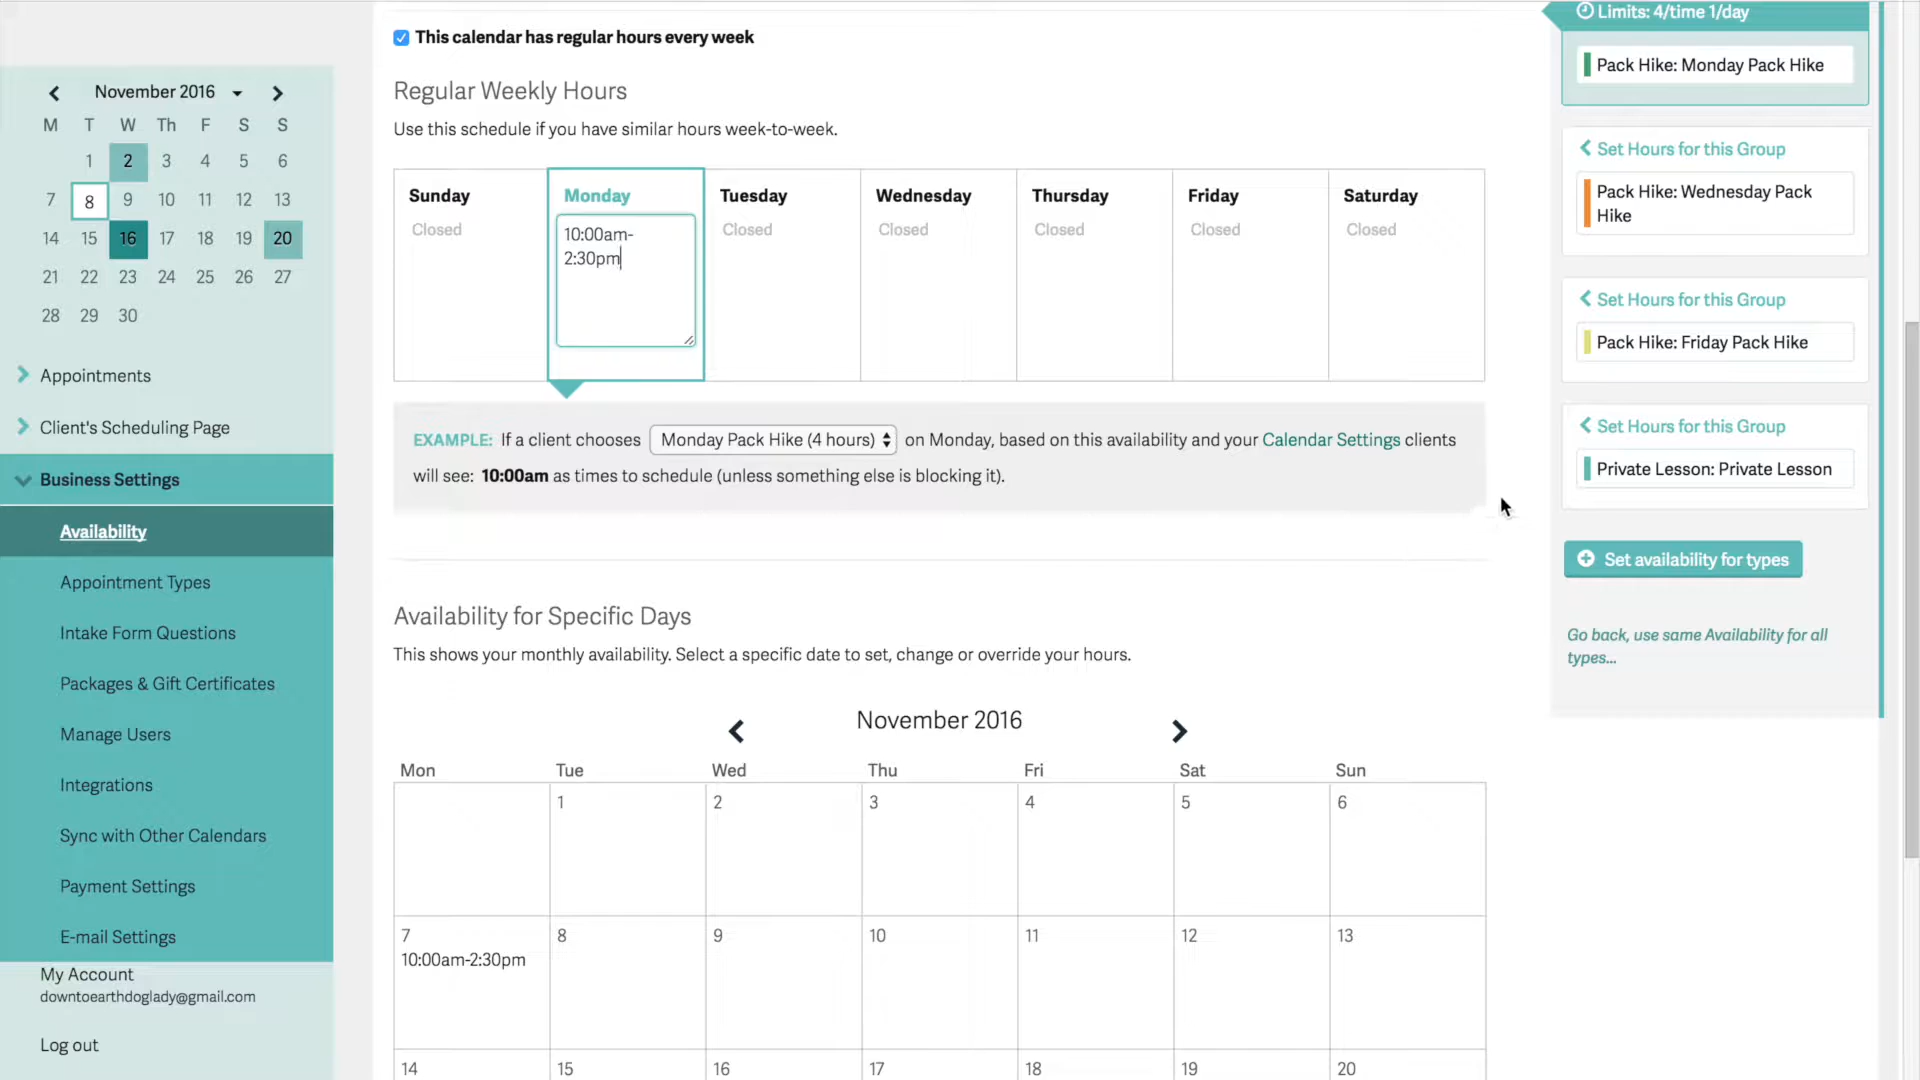 November 2016
M T W Th F S S
1 2 3 4 5 6
7 8 9 10 11 12 13
14 15 16 17 18 19 20
21 22 23 24 25 26 27
28 29 30
Appointments
Client's Scheduling Page
Business Settings
Availability
Appointment Types
Intake Form Questions
Packages & Gift Certificates
Manage Users
Integrations
Sync with Other Calendars
Payment Settings
E-mail Settings
My Account
downtoearthdoglady@gmail.com
Log out
This calendar has regular hours every week
Regular Weekly Hours
Use this schedule if you have similar hours week-to-week.
Sunday Monday Tuesday Wednesday Thursday Friday Saturday
Closed 10:00am- Closed Closed Closed Closed Closed
2:30pm
EXAMPLE: If a client chooses Monday Pack Hike (4 hours) on Monday, based on this availability and your Calendar Settings clients
will see: 10:00am as times to schedule (unless something else is blocking it).
Availability for Specific Days
This shows your monthly availability. Select a specific date to set, change or override your hours.
November 2016
Mon Tue Wed Thu Fri Sat Sun
1 2 3 4 5 6
7 8 9 10 11 12 13
10:00am-2:30pm
14 15 16 17 18 19 20
Limits: 4/time 1/day
Pack Hike: Monday Pack Hike
Set Hours for this Group
Pack Hike: Wednesday Pack
Hike
Set Hours for this Group
Pack Hike: Friday Pack Hike
Set Hours for this Group
Private Lesson: Private Lesson
Set availability for types
Go back, use same Availability for all
types...